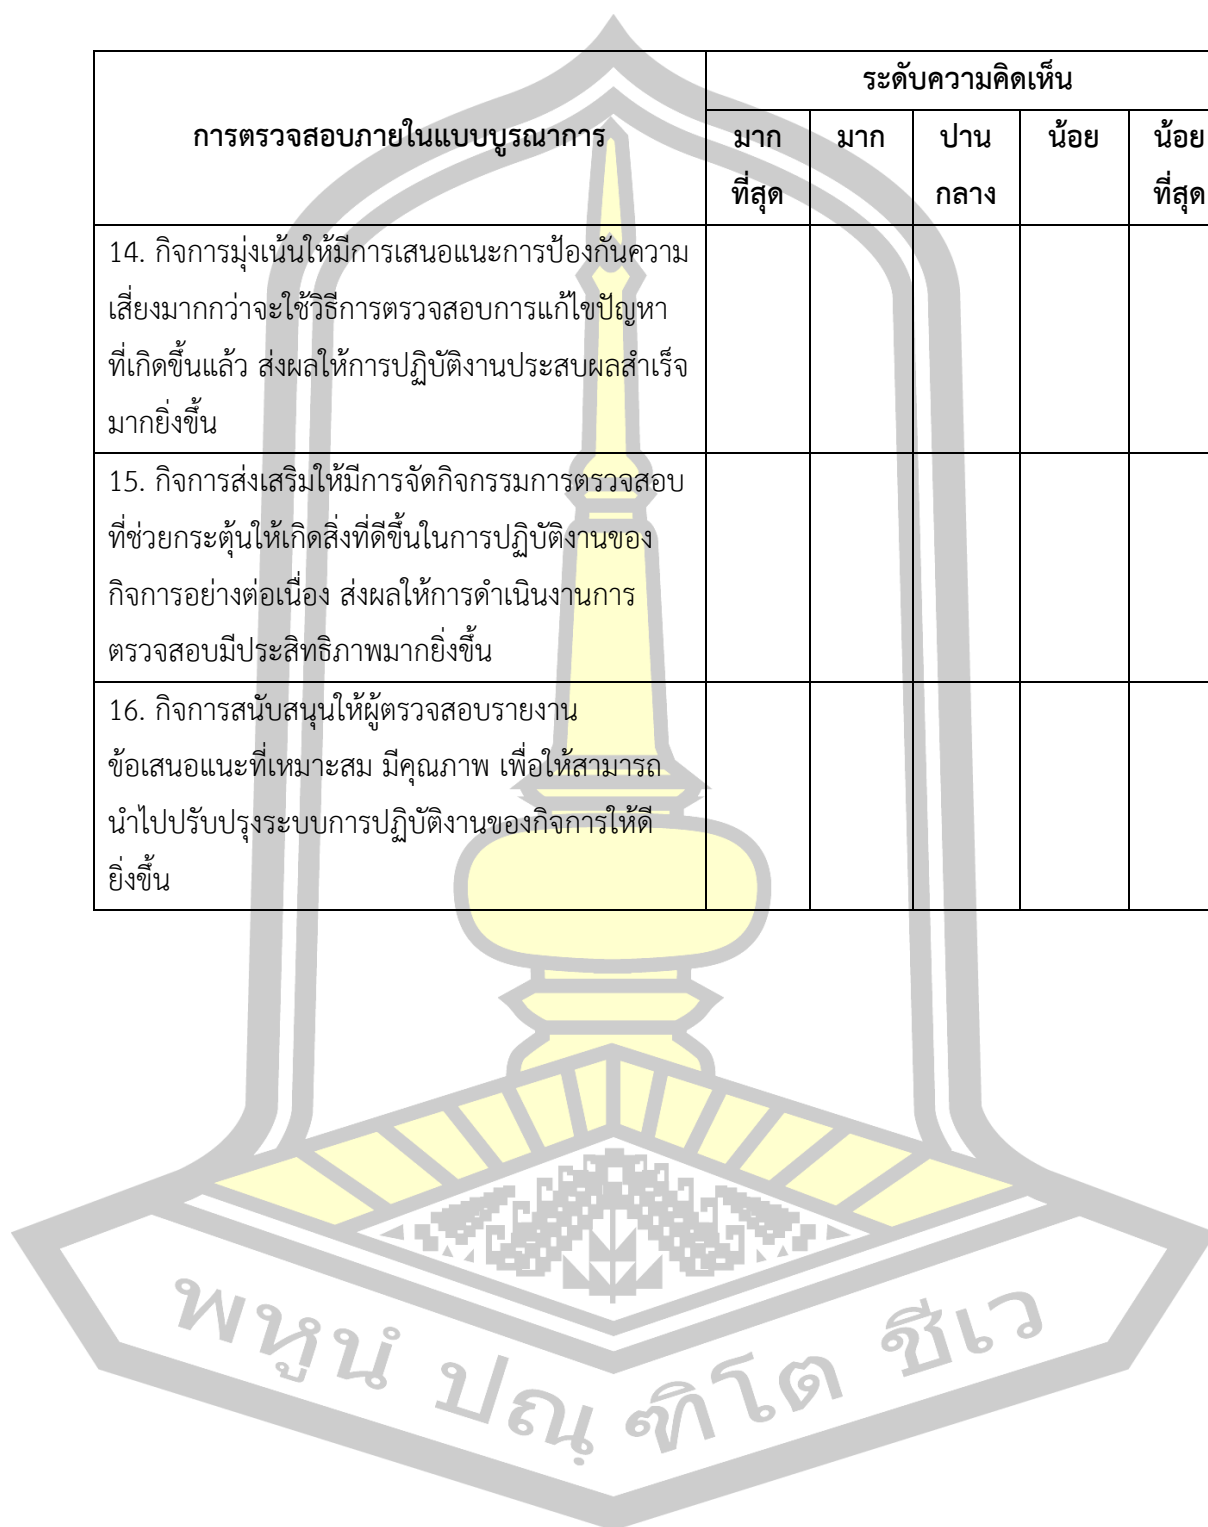 ระดับความคิดเห็น
การตรวจสอบภายในแบบบูรณาการ
มาก มาก ปาน น้อย น้อย
ที่สุด กลาง ที่สุด
14. กิจการมุ่งเน้นให้มีการเสนอแนะการป้องกันความ
เสี่ยงมากกว่าจะใช้วิธีการตรวจสอบการแก้ไขปัญหา
ที่เกิดขึ้นแล้ว ส่งผลให้การปฏิบัติงานประสบผลสำเร็จ
มากยิ่งขึ้น
15. กิจการส่งเสริมให้มีการจัดกิจกรรมการตรวจสอบ
ที่ช่วยกระตุ้นให้เกิดสิ่งที่ดีขึ้นในการปฏิบัติงานของ
กิจการอย่างต่อเนื่อง ส่งผลให้การดำเนินงานการ
ตรวจสอบมีประสิทธิภาพมากยิ่งขึ้น
16. กิจการสนับสนุนให้ผู้ตรวจสอบรายงาน
ข้อเสนอแนะที่เหมาะสม มีคุณภาพ เพื่อให้สามารถ
นำไปปรับปรุงระบบการปฏิบัติงานของกิจการให้ดี
ยิ่งขึ้น
พหูนํ ปณฺฑิโต ชีเว